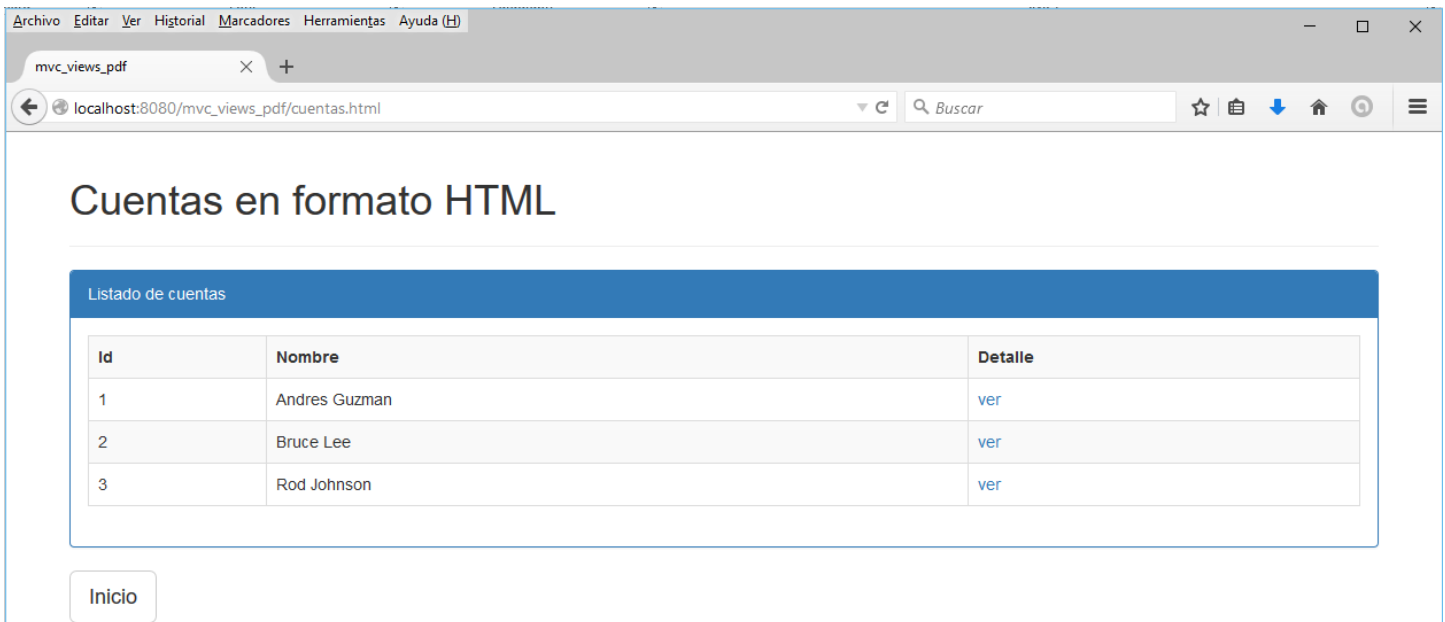 Archivo Editar Ver Historial Marcadores Herramientas Ayuda (H)
mvc_views_pdf
localhost:8080/mvc_views_pdf/cuentas.html
Buscar
Cuentas en formato HTML
Listado de cuentas
Id Nombre Detalle
1 Andres Guzman ver
2 Bruce Lee ver
3 Rod Johnson ver
Inicio